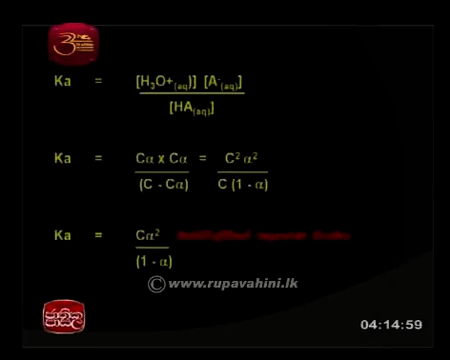 Ka = [H₃O+(aq)] [A⁻(aq)]
[HA(aq)]
Ka = Cα x Cα = C² α²
(C - Cα) C (1 - α)
Ka = Cα²
(1 - α)
© www.rupavahini.lk
ජාතික
පාසල
04:14:59